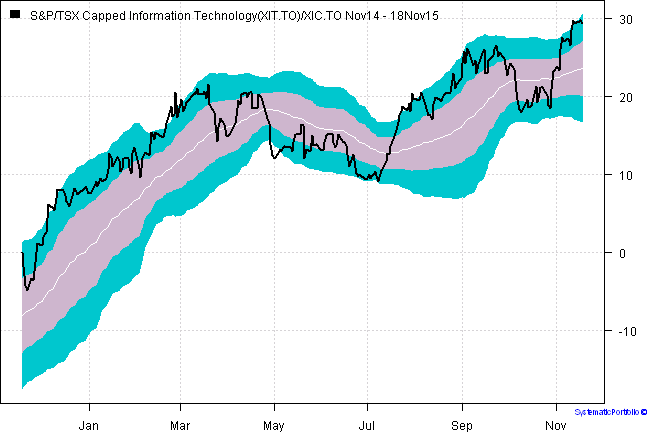 S&P/TSX Capped Information Technology(XIT.TO)/XIC.TO Nov14 - 18Nov15
30
20
10
0
-10
Jan Mar May Jul Sep Nov
SystematicPortfolio ©